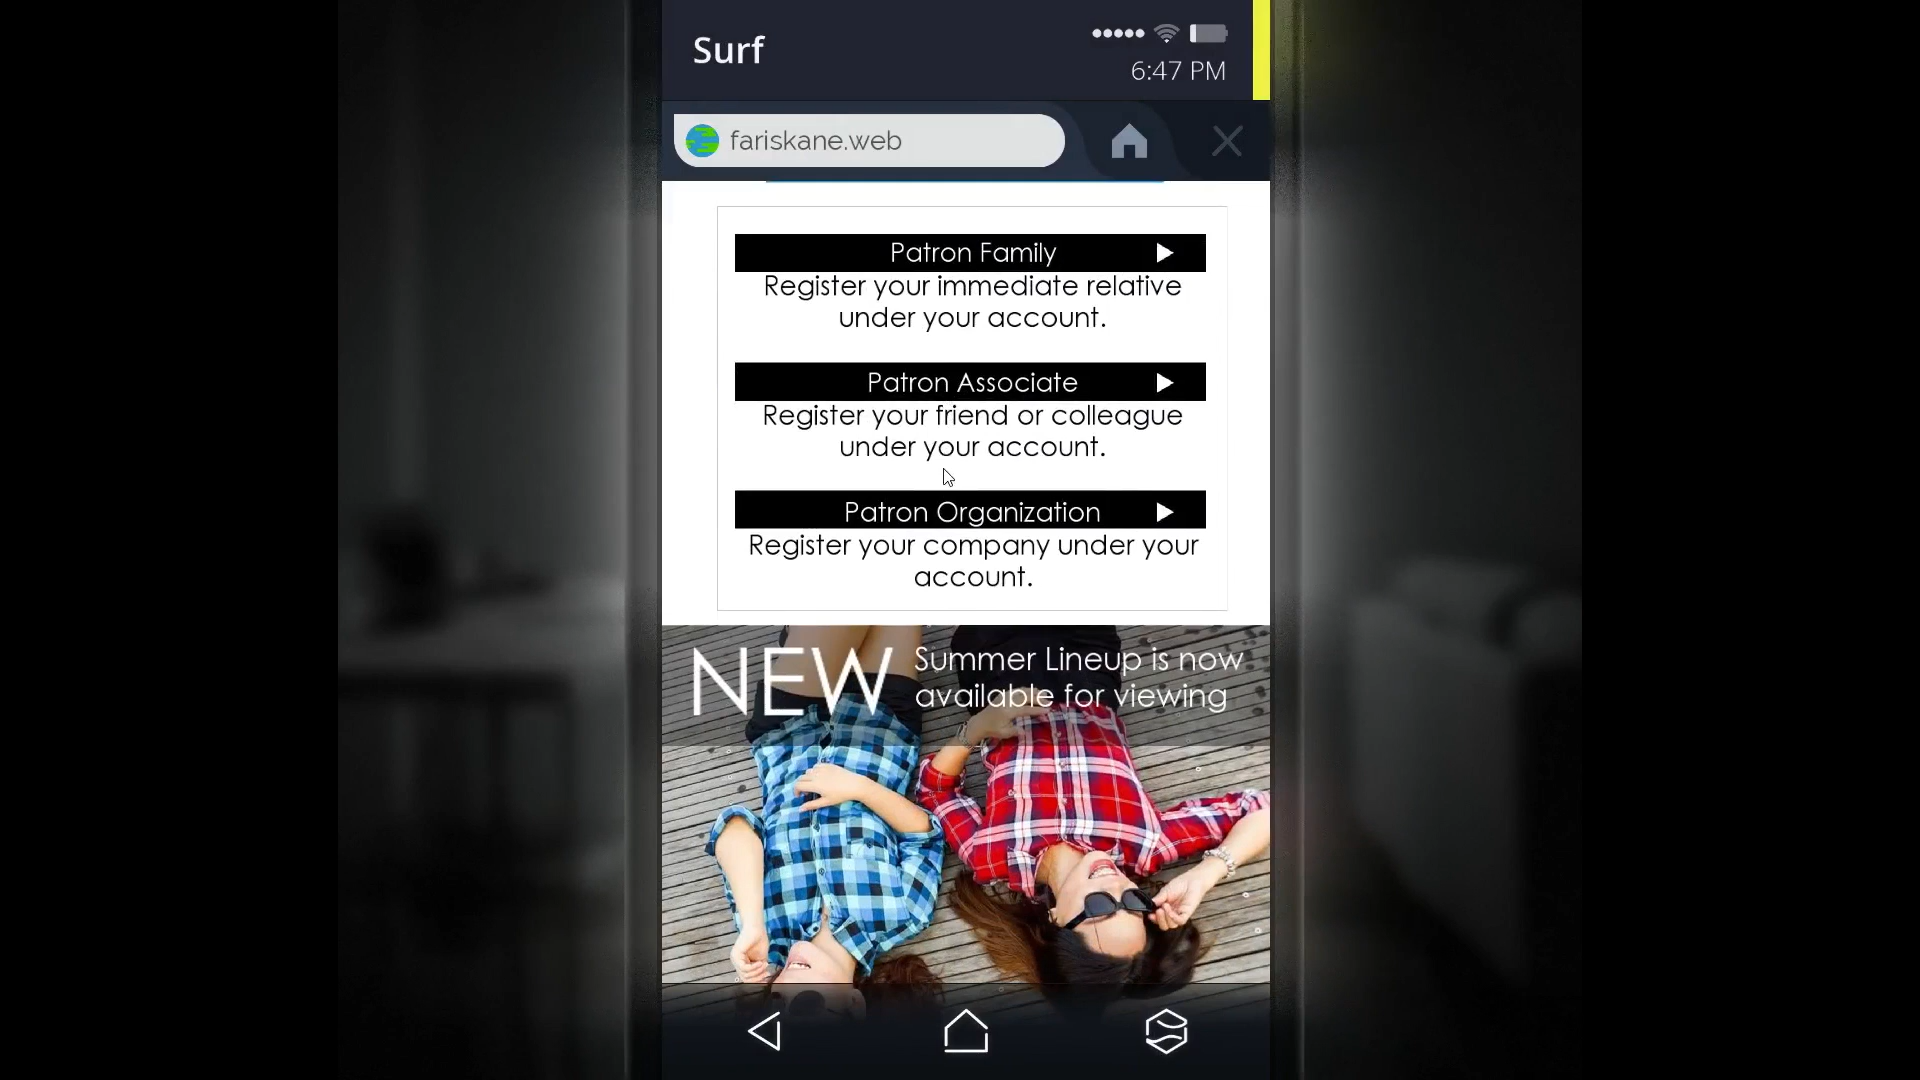 Surf
6:47 PM
fariskane.web
Patron Family
Register your immediate relative
under your account.
Patron Associate
Register your friend or colleague
under your account.
Patron Organization
Register your company under your
account.
NEW
Summer Lineup is now
available for viewing